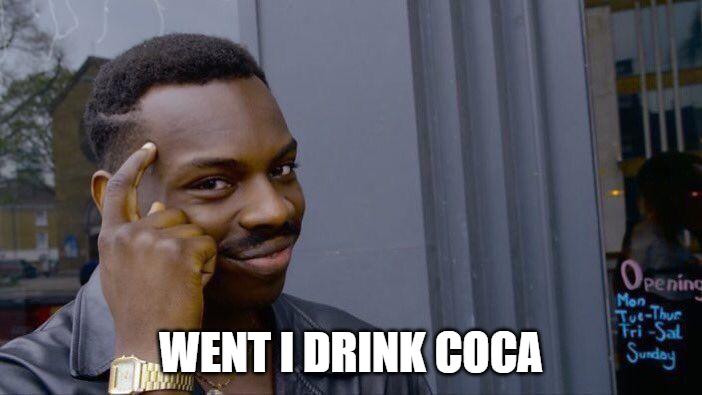 Opening
Mon
Tue-Thur
Fri-Sat
Sunday
WENT I DRINK COCA